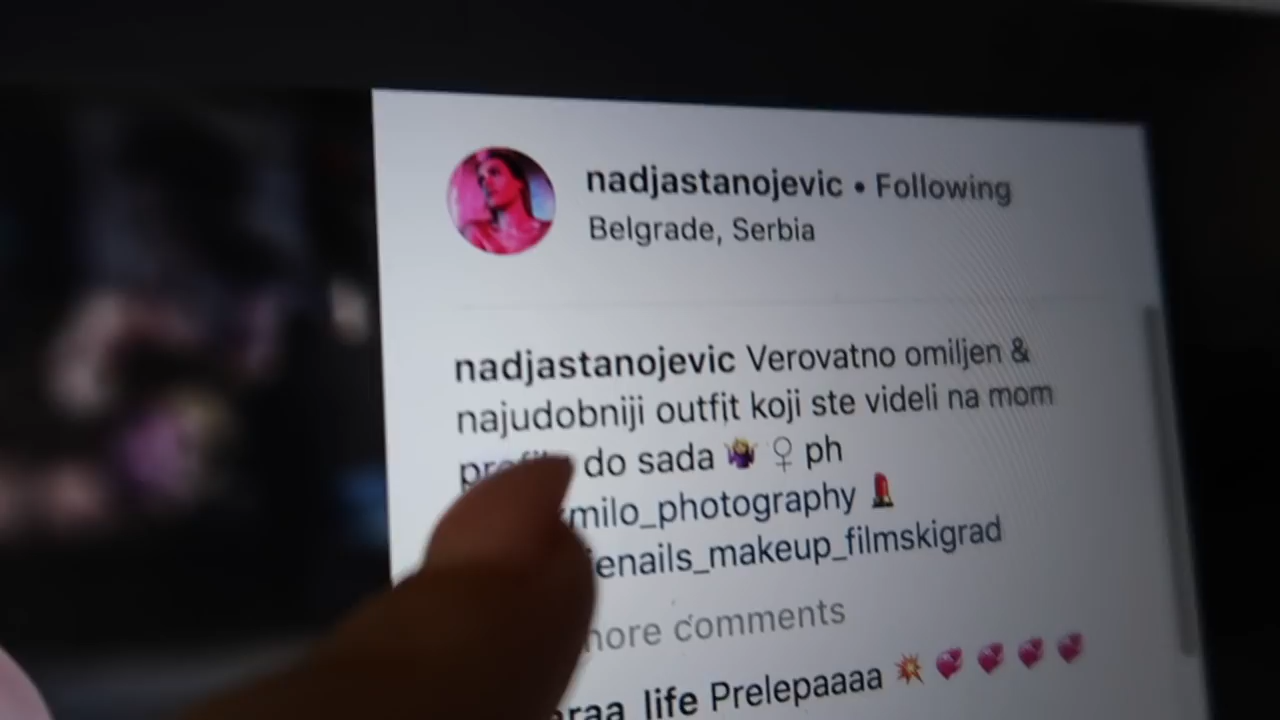 nadjastanojevic • Following
Belgrade, Serbia
nadjastanojevic Verovatno omiljen &
najudobniji outfit koji ste videli na mom
do sada 🤷‍♀ ph
milo_photography 💄
enails_makeup_filmskigrad
comments
life Prelepaaaa 💥 💞 💞 💞 💞